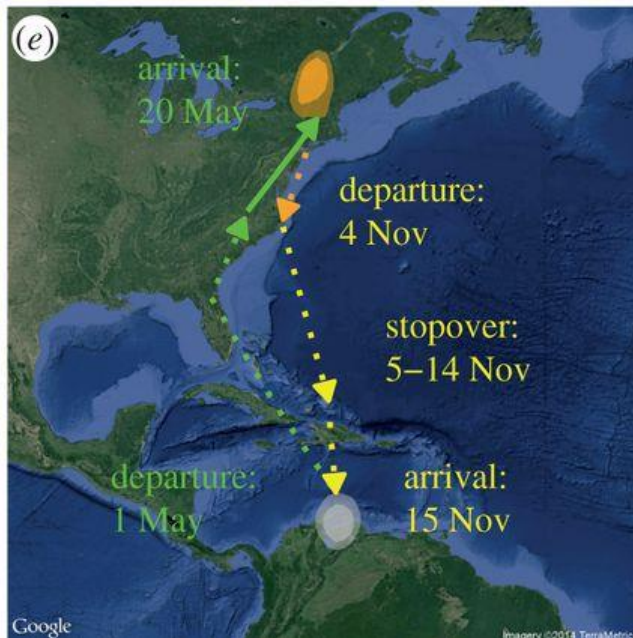 (e)
arrival:
20 May
departure:
4 Nov
stopover:
5–14 Nov
departure:
1 May
arrival:
15 Nov
Google
Imagery ©2014 TerraMetrics